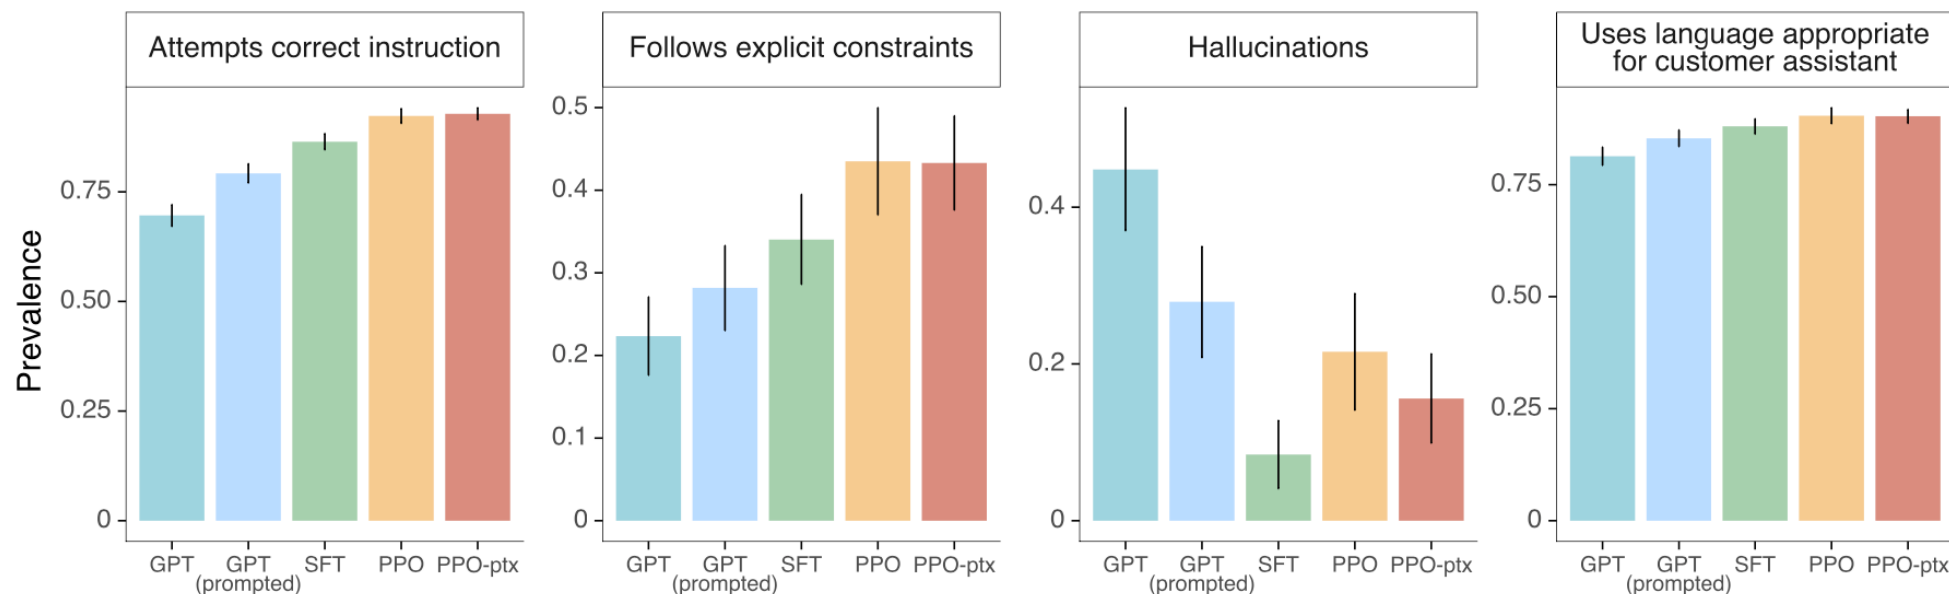 Attempts correct instruction
Follows explicit constraints
Hallucinations
Uses language appropriate
for customer assistant
Prevalence
0.75
0.50
0.25
0
GPT
GPT
(prompted)
SFT
PPO
PPO-ptx
0.5
0.4
0.3
0.2
0.1
0
GPT
GPT
(prompted)
SFT
PPO
PPO-ptx
0.4
0.2
0
GPT
GPT
(prompted)
SFT
PPO
PPO-ptx
0.75
0.50
0.25
0
GPT
GPT
(prompted)
SFT
PPO
PPO-ptx